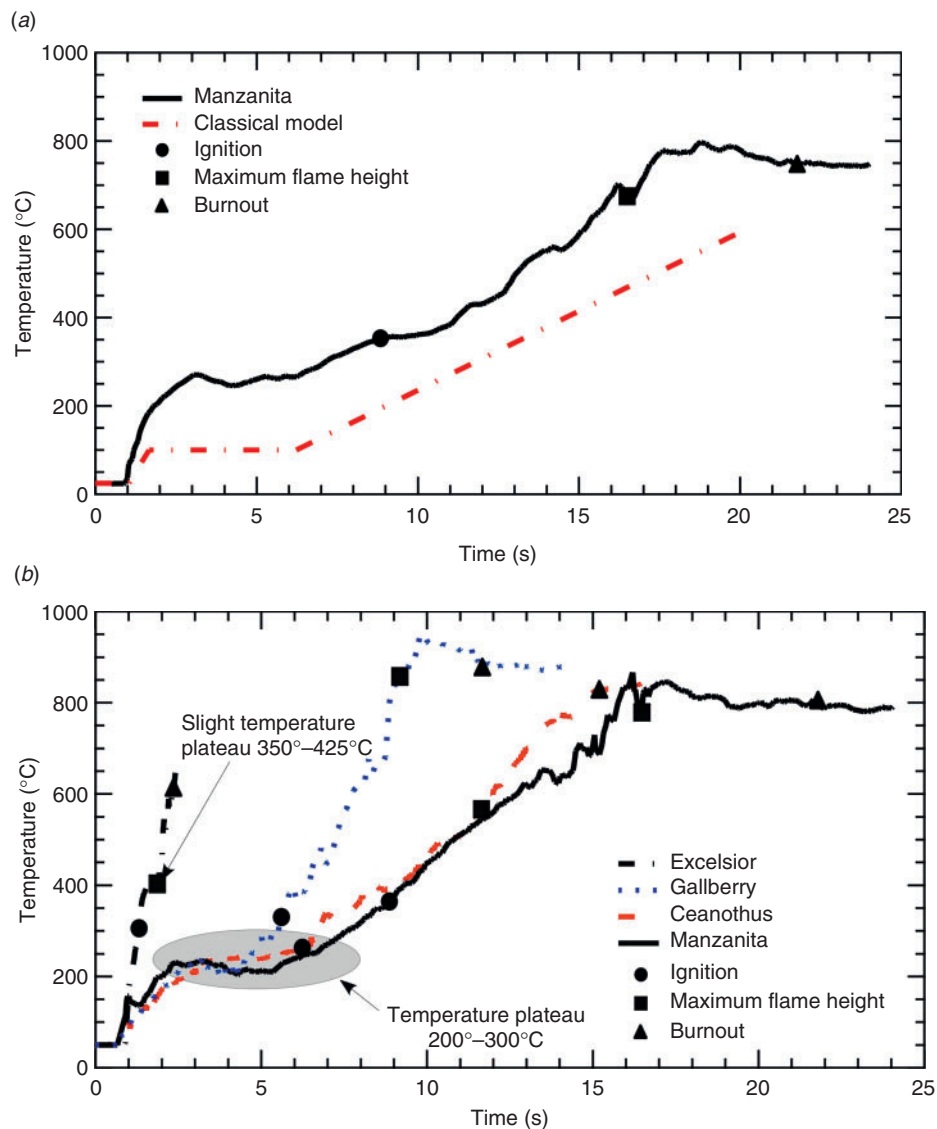 (a)
1000
800
600
400
200
0
Temperature (°C)
Manzanita
Classical model
Ignition
Maximum flame height
Burnout
0 5 10 15 20 25
Time (s)
(b)
1000
800
600
400
200
0
Temperature (°C)
Slight temperature
plateau 350°–425°C
Temperature plateau
200°–300°C
Excelsior
Gallberry
Ceanothus
Manzanita
Ignition
Maximum flame height
Burnout
0 5 10 15 20 25
Time (s)